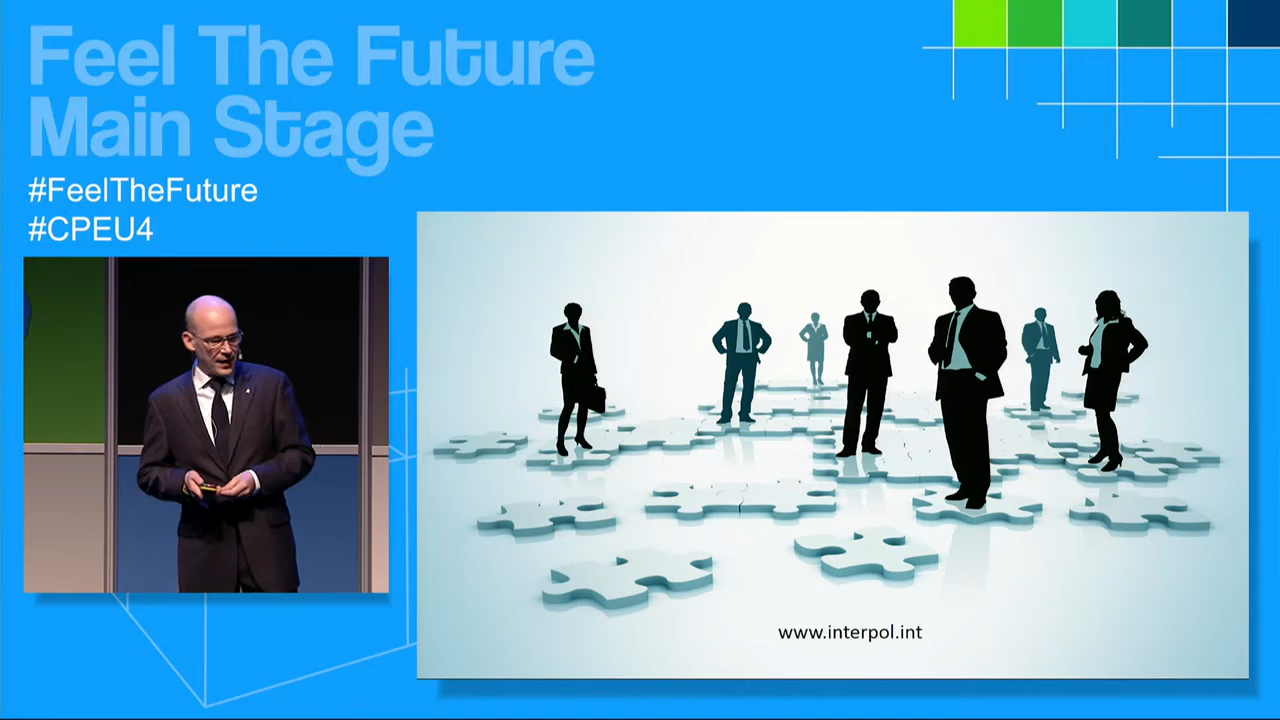 Feel The Future
Main Stage
#FeelTheFuture
#CPEU4
www.interpol.int